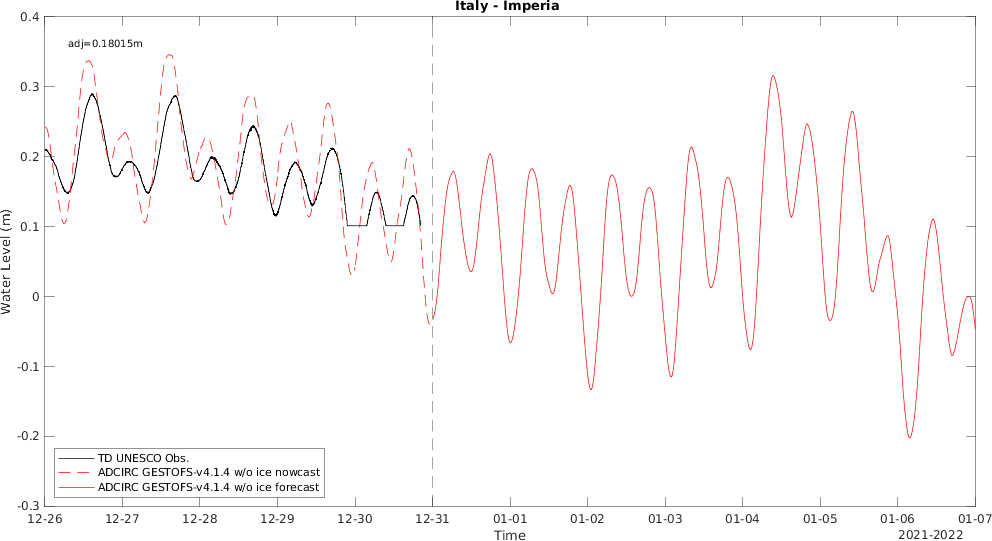 Italy - Imperia
adj=0.18015m
0.4
0.3
0.2
0.1
0
-0.1
-0.2
-0.3
Water Level (m)
TD UNESCO Obs.
ADCIRC GESTOFS-v4.1.4 w/o ice nowcast
ADCIRC GESTOFS-v4.1.4 w/o ice forecast
12-26 12-27 12-28 12-29 12-30 12-31 01-01 01-02 01-03 01-04 01-05 01-06 01-07
Time
2021-2022